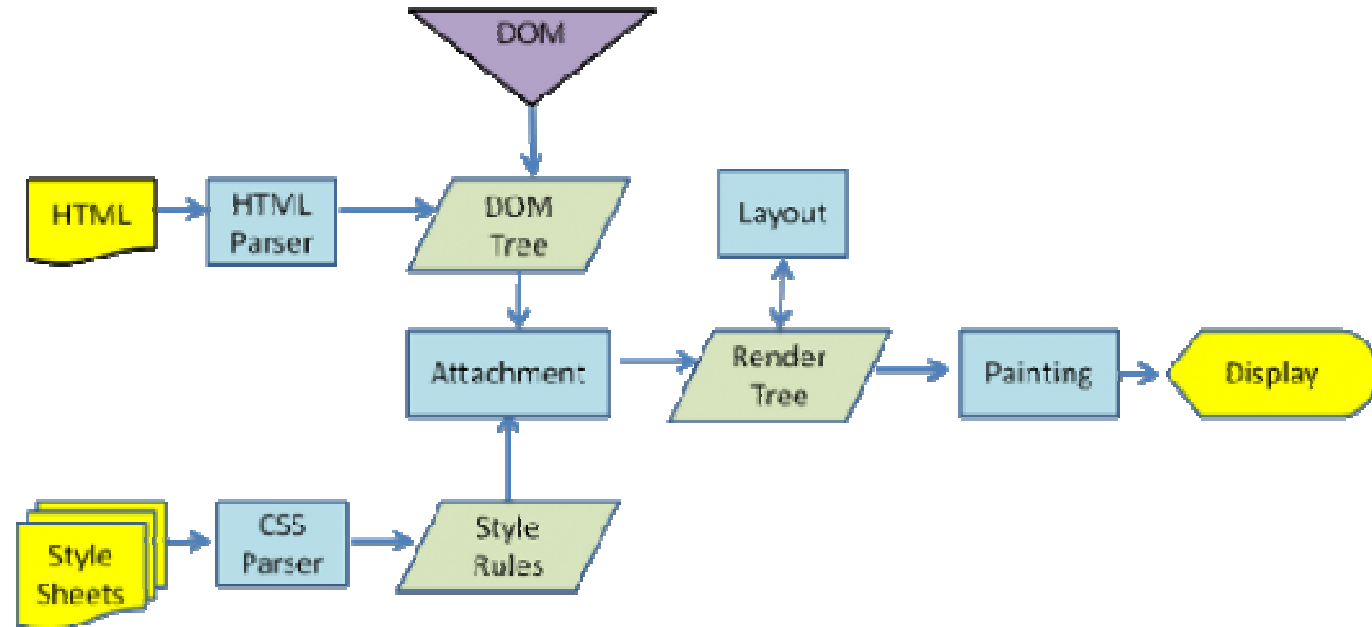 DOM
HTML
HTML
Parser
DOM
Tree
Layout
Attachment
Render
Tree
Painting
Display
Style
Sheets
CSS
Parser
Style
Rules